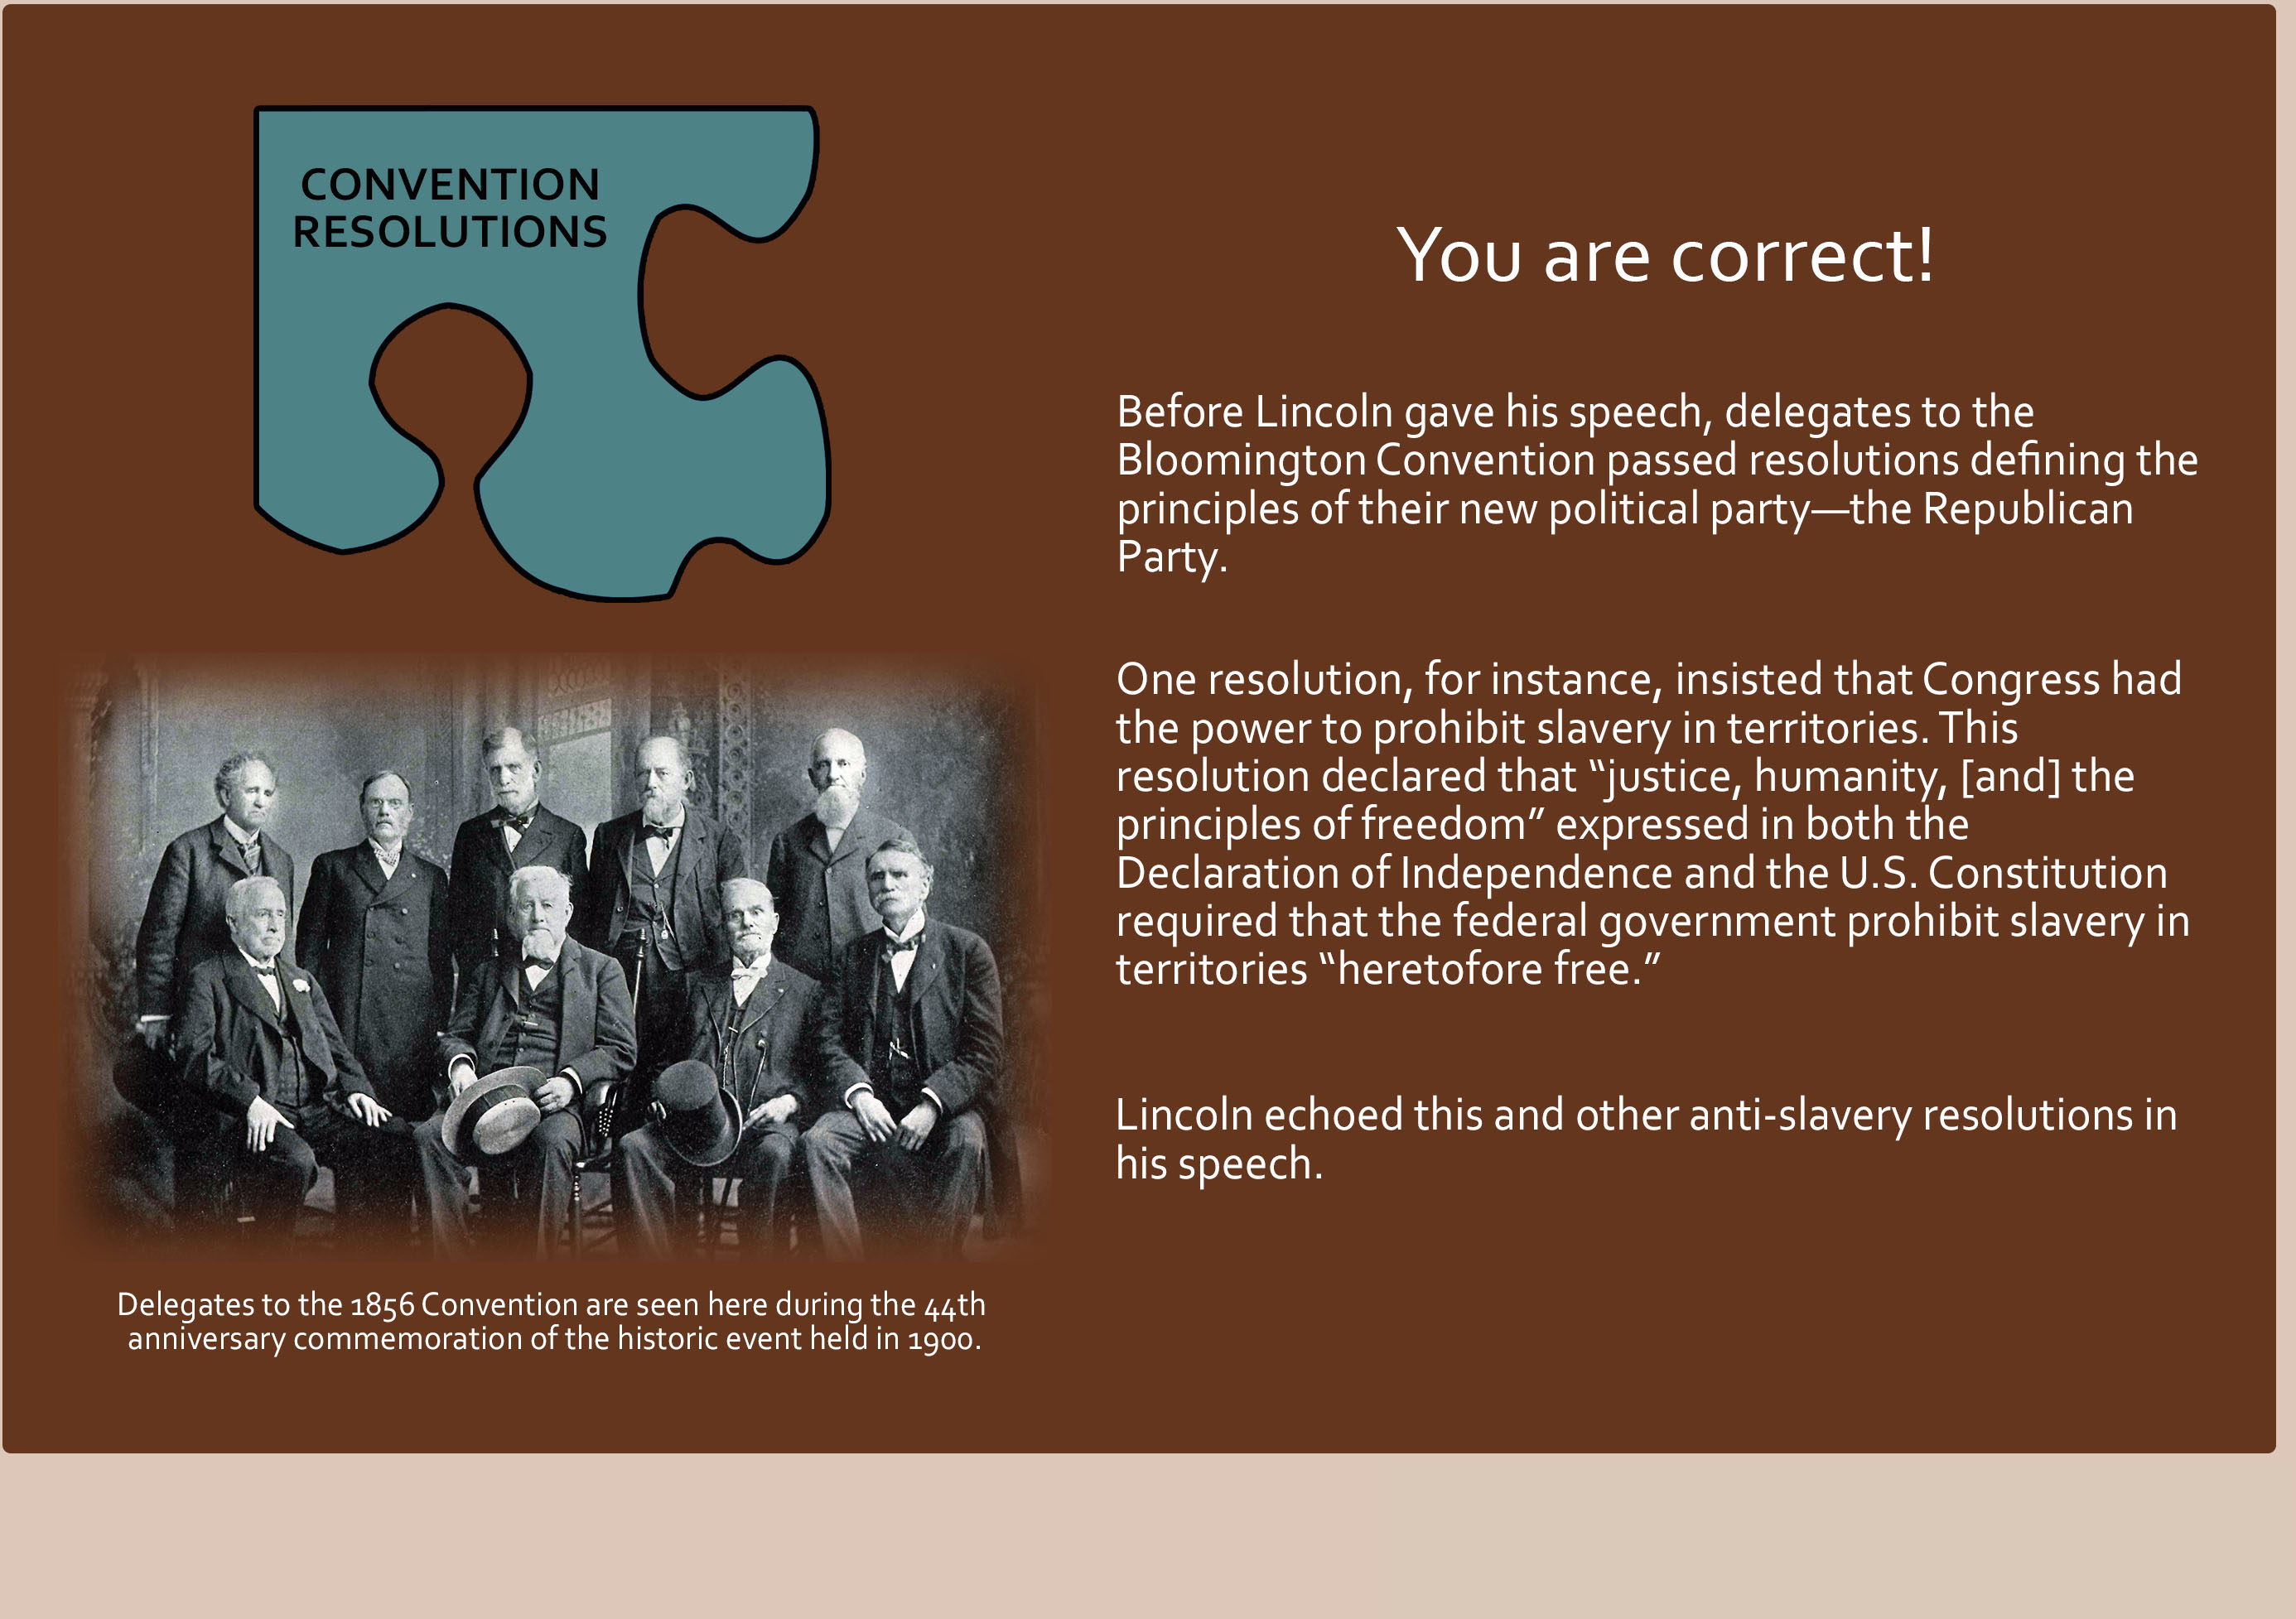 CONVENTION
RESOLUTIONS
You are correct!
Before Lincoln gave his speech, delegates to the
Bloomington Convention passed resolutions defining the
principles of their new political party—the Republican
Party.
One resolution, for instance, insisted that Congress had
the power to prohibit slavery in territories. This
resolution declared that “justice, humanity, [and] the
principles of freedom” expressed in both the
Declaration of Independence and the U.S. Constitution
required that the federal government prohibit slavery in
territories “heretofore free.”
Lincoln echoed this and other anti-slavery resolutions in
his speech.
Delegates to the 1856 Convention are seen here during the 44th
anniversary commemoration of the historic event held in 1900.